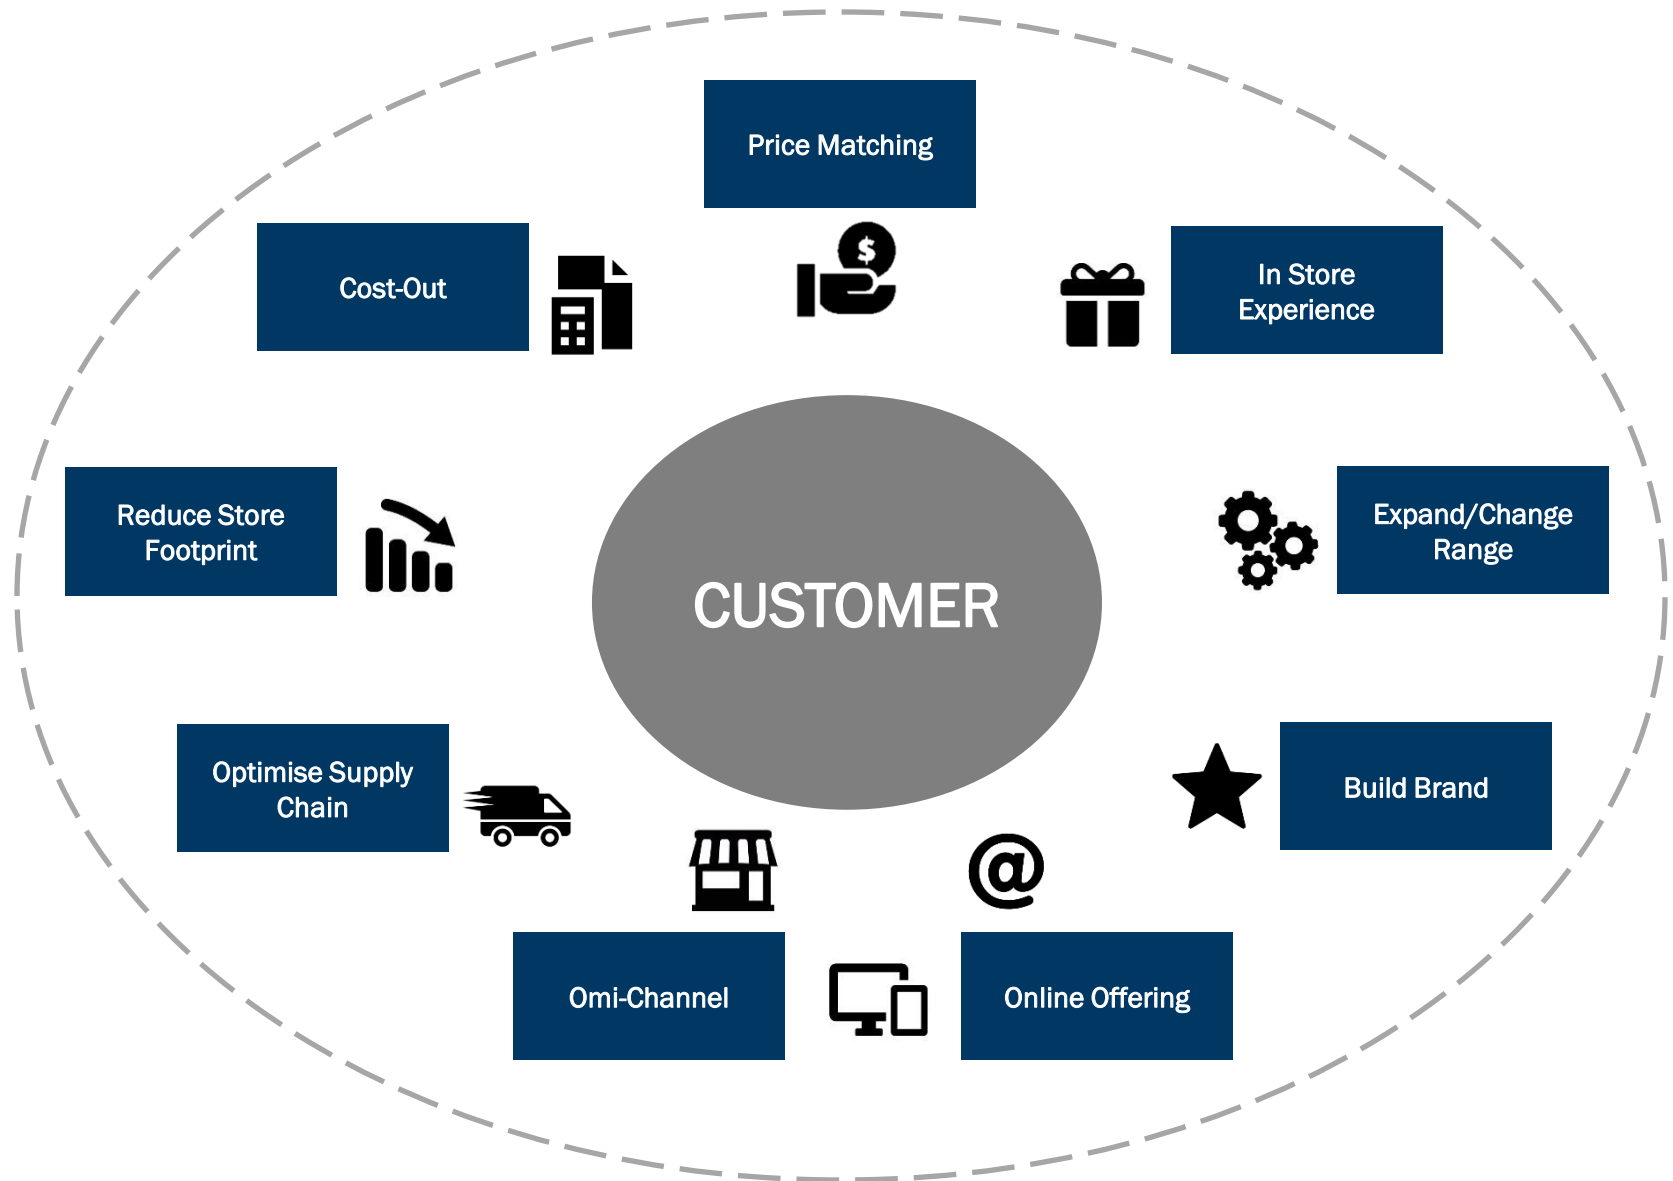 Price Matching
Cost-Out
$
In Store
Experience
Reduce Store
Footprint
Expand/Change
Range
CUSTOMER
Optimise Supply
Chain
Build Brand
@
Omi-Channel
Online Offering